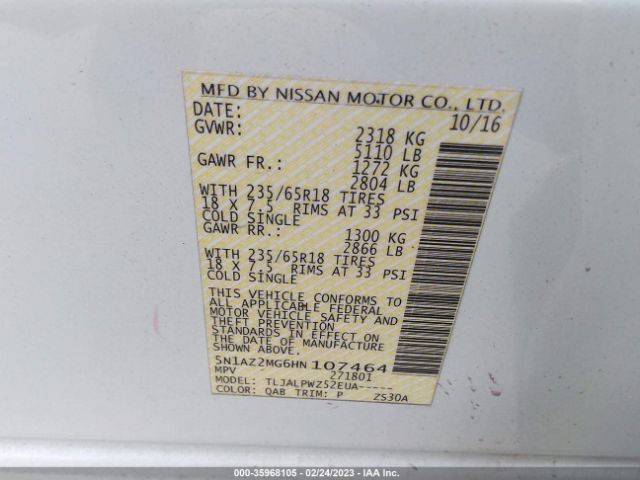 MFD BY NISSAN MOTOR CO., LTD.
DATE: 10/16
GVWR: 2318 KG
5110 LB
GAWR FR.: 1272 KG
2804 LB
WITH 235/65R18 TIRES
18 X 7.5 RIMS AT 33 PSI
COLD SINGLE
GAWR RR.: 1300 KG
2866 LB
WITH 235/65R18 TIRES
18 X 7.5 RIMS AT 33 PSI
COLD SINGLE
THIS VEHICLE CONFORMS TO
ALL APPLICABLE FEDERAL
MOTOR VEHICLE SAFETY AND
THEFT PREVENTION
STANDARDS IN EFFECT ON
THE DATE OF MANUFACTURE
SHOWN ABOVE.
5N1AZ2MG6HN107464
MPV 271801
MODEL: TLJALPWZ52EUA-----
COLOR: QAB TRIM: P ZS30A
000-35968105 - 02/24/2023 - IAA Inc.